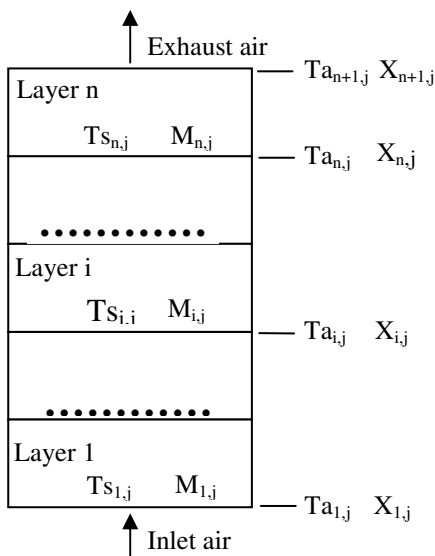 Exhaust air
Ta_{n+1,j} X_{n+1,j}
Layer n
Ts_{n,j} M_{n,j}
Ta_{n,j} X_{n,j}
Layer i
Ts_{i,j} M_{i,j}
Ta_{i,j} X_{i,j}
Layer 1
Ts_{1,j} M_{1,j}
Ta_{1,j} X_{1,j}
Inlet air